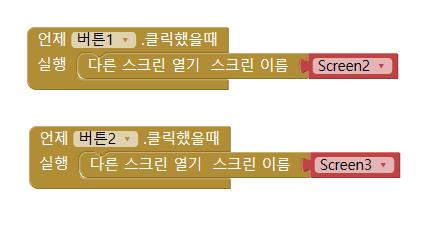 언제 버튼1 .클릭했을때
실행 다른 스크린 열기 스크린 이름 Screen2
언제 버튼2 .클릭했을때
실행 다른 스크린 열기 스크린 이름 Screen3